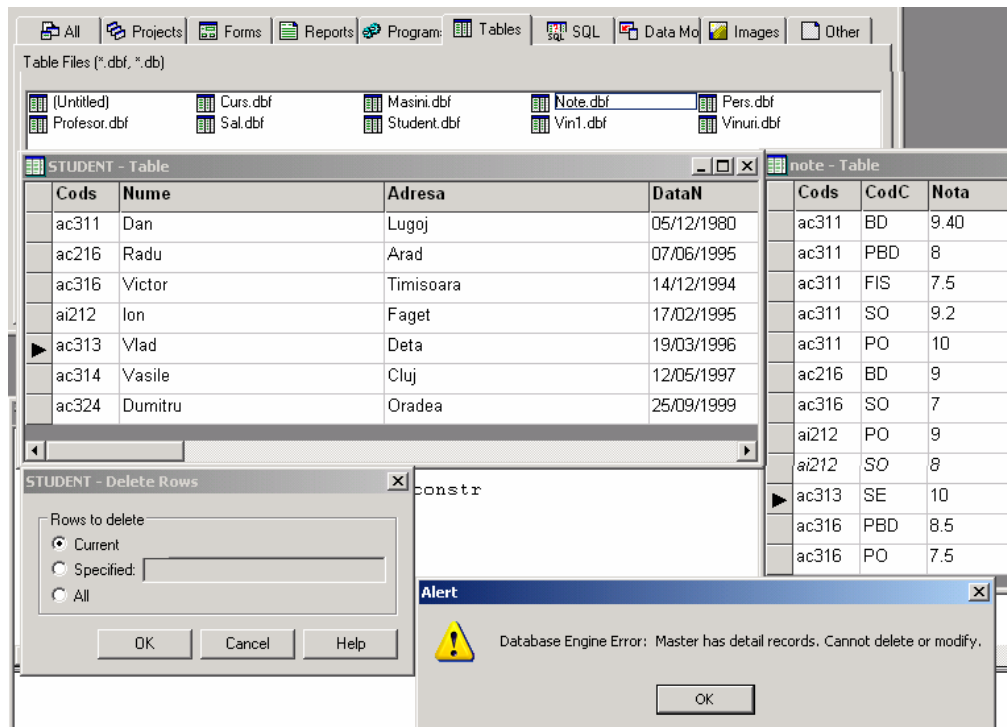 All Projects Forms Reports Program Tables SQL Data Mo Images Other
Table Files (*.dbf, *.db)
(Untitled) Curs.dbf Masini.dbf Note.dbf Pers.dbf
Profesor.dbf Sal.dbf Student.dbf Vin1.dbf Vinuri.dbf
STUDENT - Table
Cods Nume Adresa DataN
ac311 Dan Lugoj 05/12/1980
ac216 Radu Arad 07/06/1995
ac316 Victor Timisoara 14/12/1994
ai212 Ion Faget 17/02/1995
ac313 Vlad Deta 19/03/1996
ac314 Vasile Cluj 12/05/1997
ac324 Dumitru Oradea 25/09/1999
note - Table
Cods CodC Nota
ac311 BD 9.40
ac311 PBD 8
ac311 FIS 7.5
ac311 SO 9.2
ac311 PO 10
ac216 BD 9
ac316 SO 7
ai212 PO 9
ai212 SO 8
ac313 SE 10
ac316 PBD 8.5
ac316 PO 7.5
constr
STUDENT - Delete Rows
Rows to delete
Current
Specified:
All
OK Cancel Help
Alert
Database Engine Error: Master has detail records. Cannot delete or modify.
OK